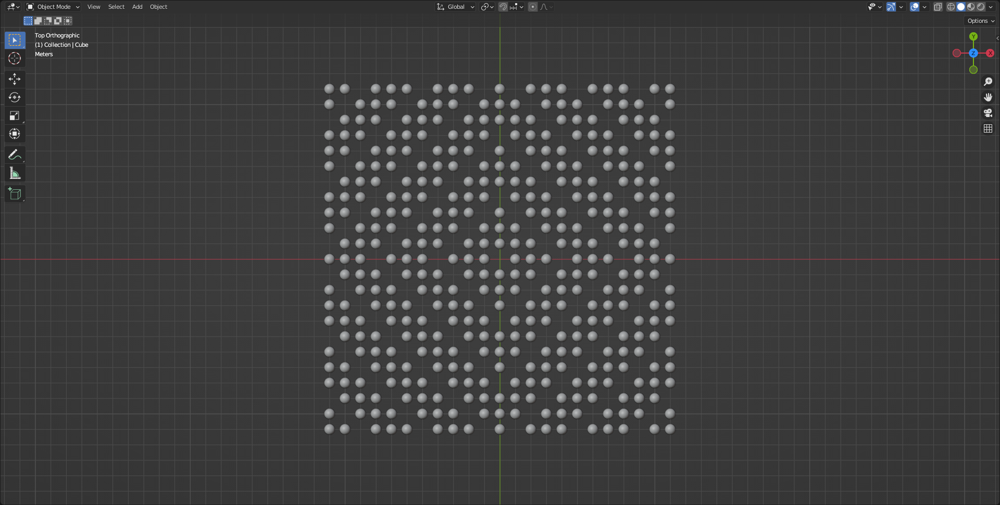 Object Mode View Select Add Object Global
Options
Top Orthographic
(1) Collection | Cube
Meters
Y
Z X